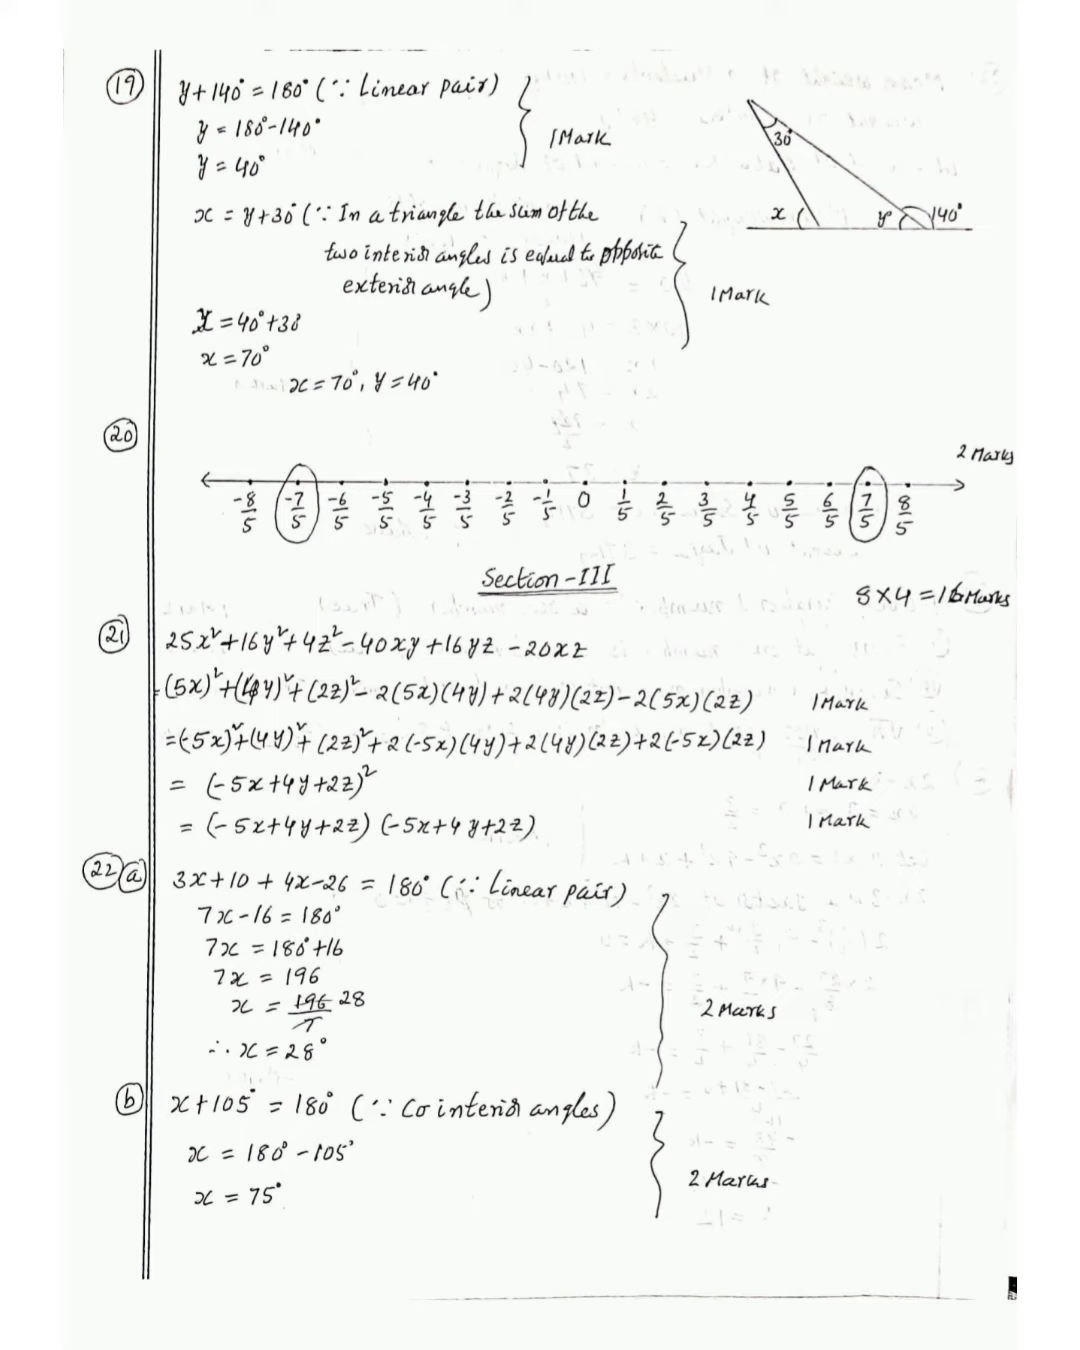 19 y+140° = 180° (∵ Linear pair)
y = 180°-140°
y = 40°
1 Mark
30°
x y 140°
x = y+30° (∵ In a triangle the sum of the
two interior angles is equal to opposite
exterior angle)
1 Mark
x = 40°+30
x = 70°
x = 70°, y = 40°
20
2 Marks
-8/5 -7/5 -6/5 -5/5 -4/5 -3/5 -2/5 -1/5 0 1/5 2/5 3/5 4/5 5/5 6/5 7/5 8/5
Section-III
8×4=16 Marks
21 25x²+16y²+4z²-40xy+16yz-20xz
=(5x)²+(4y)²+(2z)²-2(5x)(4y)+2(4y)(2z)-2(5x)(2z) 1 Mark
=(-5x)²+(4y)²+(2z)²+2(-5x)(4y)+2(4y)(2z)+2(-5x)(2z) 1 Mark
= (-5x+4y+2z)² 1 Mark
= (-5x+4y+2z)(-5x+4y+2z) 1 Mark
22 a 3x+10+4x-26 = 180° (∵ Linear pair)
7x-16 = 180°
7x = 180°+16
7x = 196
x = 196/7 28
∴ x = 28°
2 Marks
b x+105° = 180° (∵ Co interior angles)
x = 180°-105°
x = 75°
2 Marks